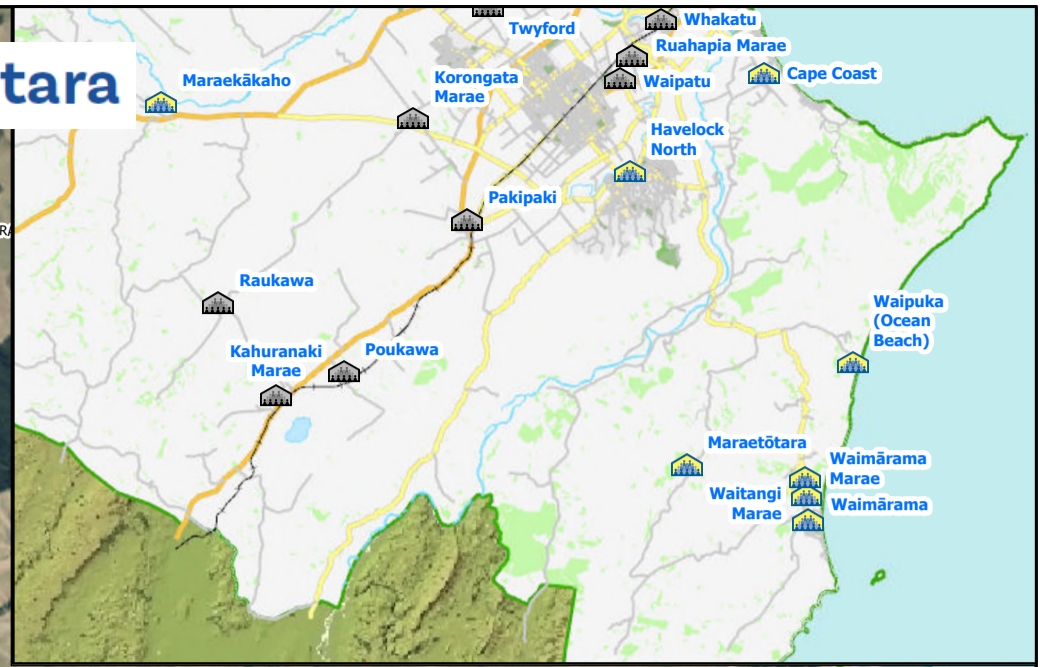 tara
Twyford
Whakatu
Ruahapia Marae
Waipatu
Cape Coast
Maraekākaho
Korongata
Marae
Havelock
North
Pakipaki
Raukawa
Waipuka
(Ocean
Beach)
Kahuranaki
Marae
Poukawa
Maraetōtara
Waimārama
Marae
Waitangi
Marae
Waimārama